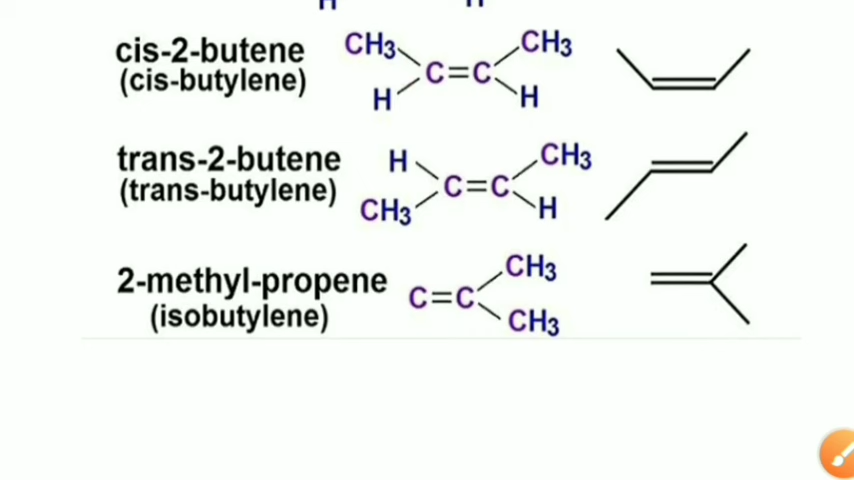 H H
cis-2-butene
(cis-butylene)
CH3 CH3
C=C
H H
trans-2-butene
(trans-butylene)
H CH3
C=C
CH3 H
2-methyl-propene
(isobutylene)
CH3
C=C
CH3